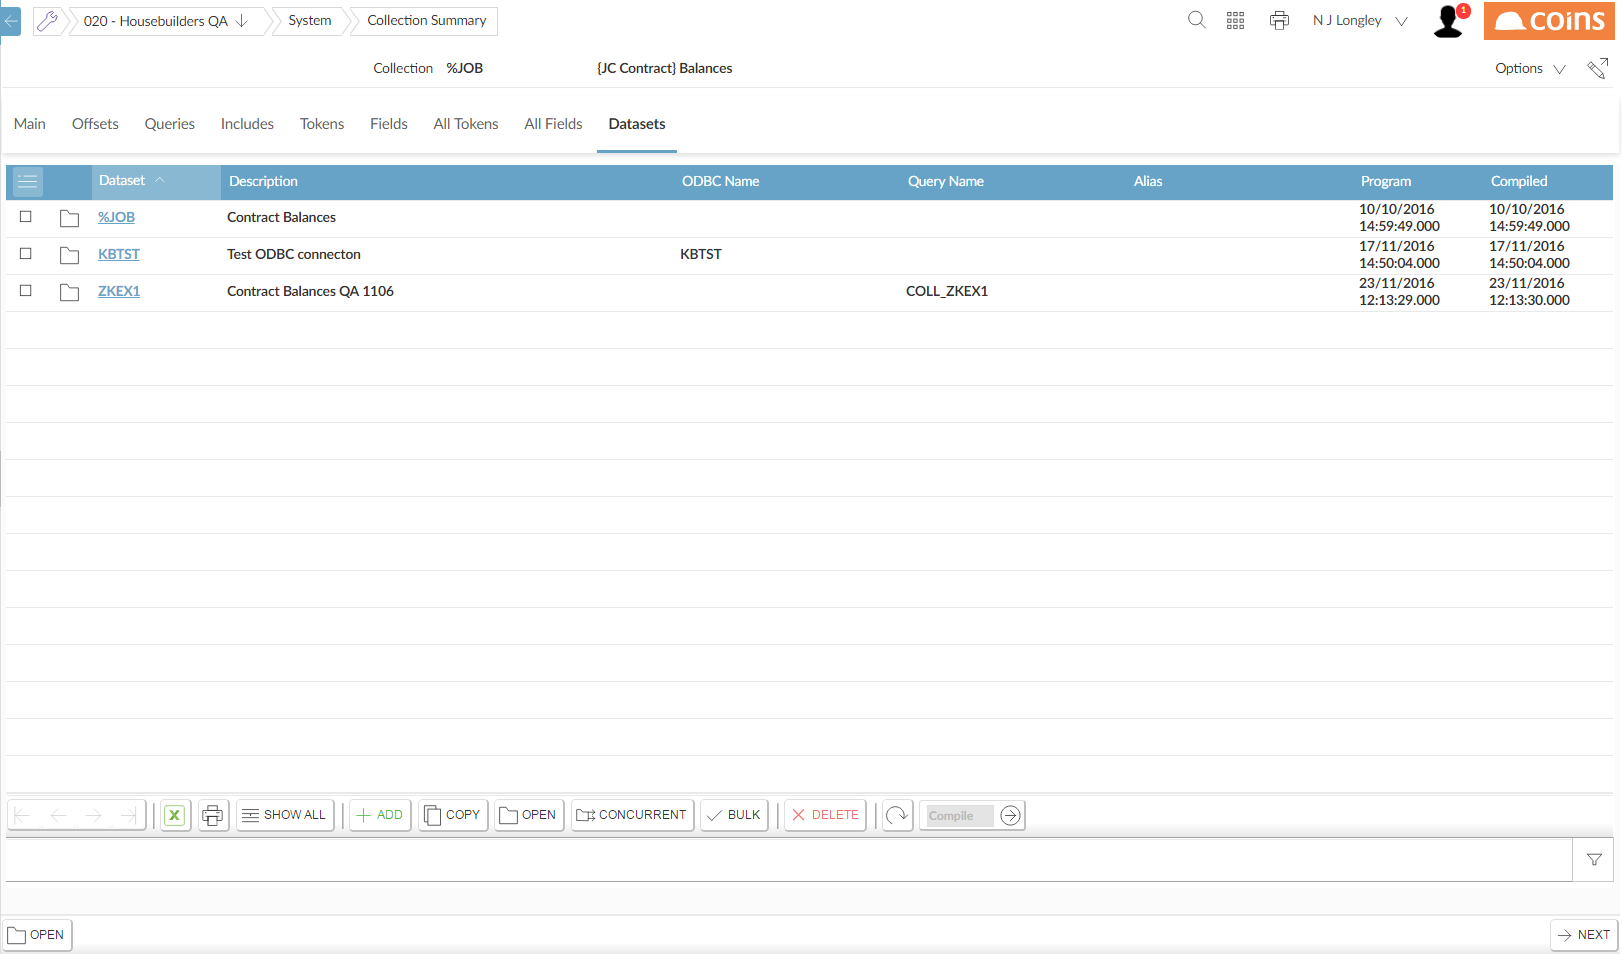 020 - Housebuilders QA
System
Collection Summary
N J Longley
1
coins
Collection %JOB {JC Contract} Balances
Options
Main Offsets Queries Includes Tokens Fields All Tokens All Fields Datasets
Dataset Description ODBC Name Query Name Alias Program Compiled
%JOB Contract Balances 10/10/2016 14:59:49.000 10/10/2016 14:59:49.000
KBTST Test ODBC connecton KBTST 17/11/2016 14:50:04.000 17/11/2016 14:50:04.000
ZKEX1 Contract Balances QA 1106 COLL_ZKEX1 23/11/2016 12:13:29.000 23/11/2016 12:13:30.000
X SHOW ALL ADD COPY OPEN CONCURRENT BULK DELETE Compile
OPEN NEXT